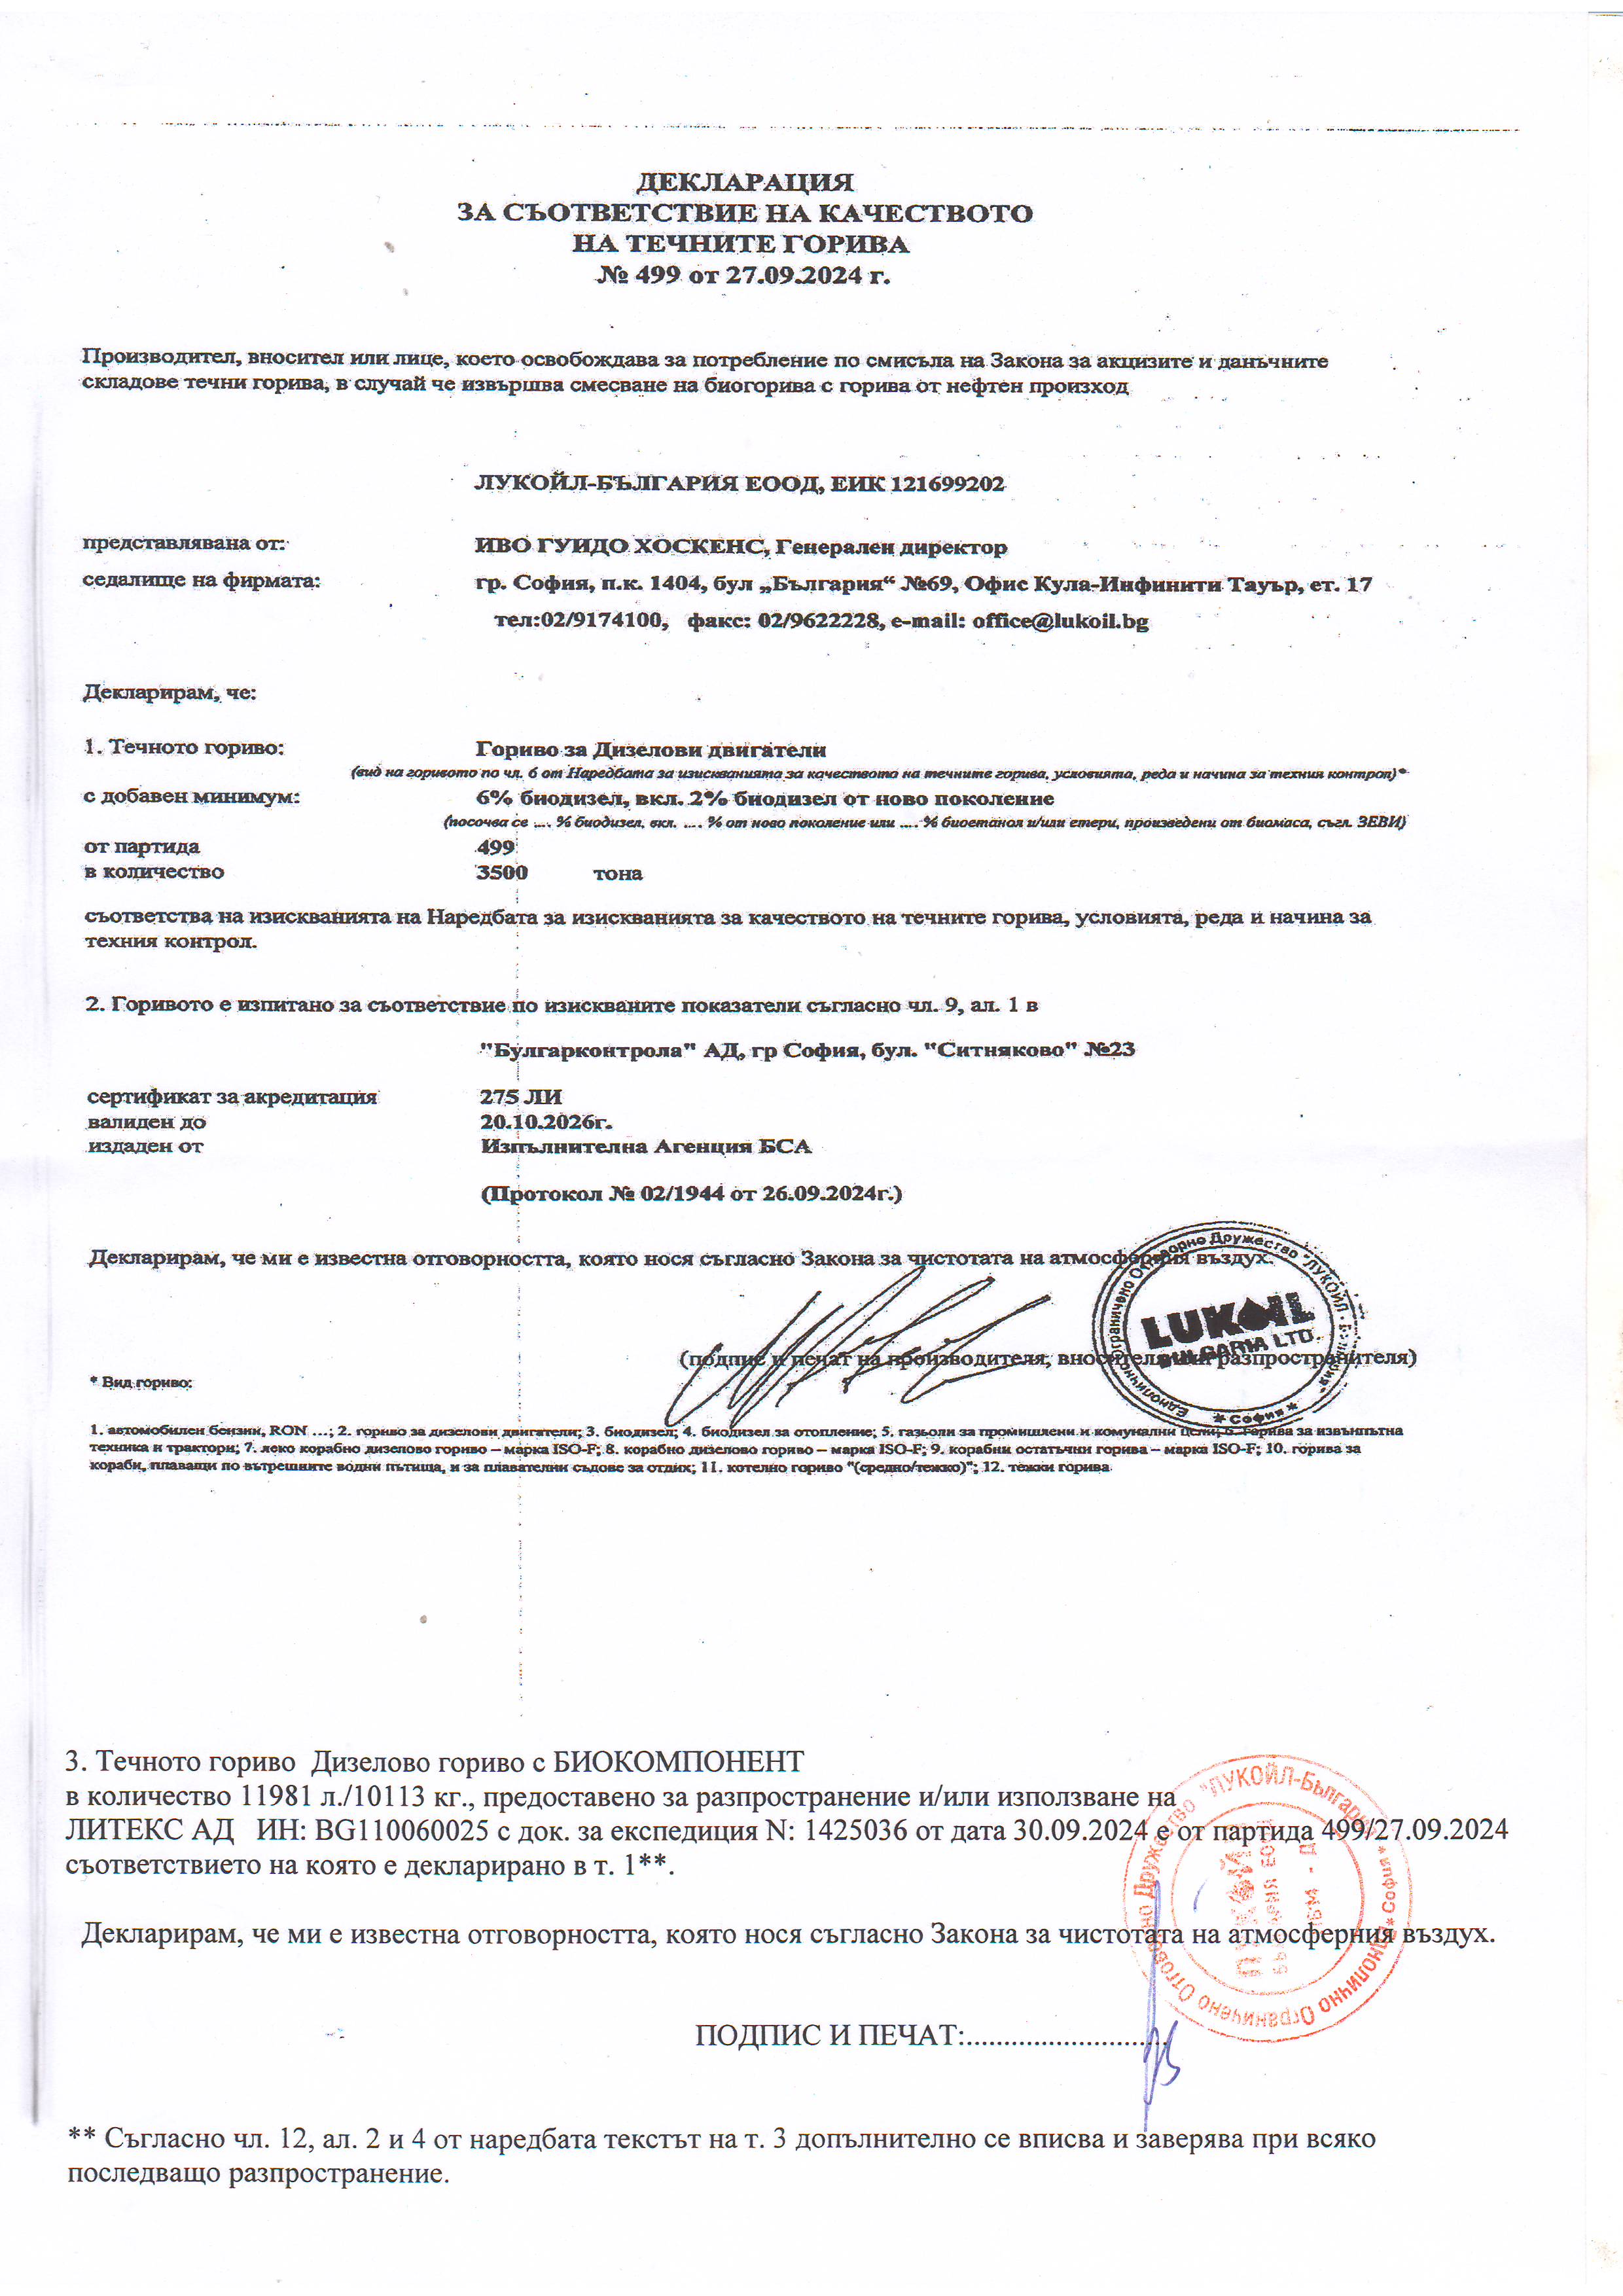 ДЕКЛАРАЦИЯ
ЗА СЪОТВЕТСТВИЕ НА КАЧЕСТВОТО
НА ТЕЧНИТЕ ГОРИВА
№ 499 от 27.09.2024 г.
Производител, вносител или лице, което освобождава за потребление по смисъла на Закона за акцизите и данъчните
складове течни горива, в случай че извършва смесване на биогорива с горива от нефтен произход
ЛУКОЙЛ-БЪЛГАРИЯ ЕООД, ЕИК 121699202
представлявана от: ИВО ГУИДО ХОСКЕНС, Генерален директор
седалище на фирмата: гр. София, п.к. 1404, бул „България“ №69, Офис Кула-Инфинити Тауър, ет. 17
тел:02/9174100, факс: 02/9622228, e-mail: office@lukoil.bg
Декларирам, че:
1. Течното гориво: Гориво за Дизелови двигатели
(вид на горивото по чл. 6 от Наредбата за изискванията за качеството на течните горива, условията, реда и начина за техния контрол)*
с добавен минимум: 6% биодизел, вкл. 2% биодизел от ново поколение
(посочва се .... % биодизел, вкл. .... % от ново поколение или .... % биоетанол и/или етери, произведени от биомаса, съгл. ЗЕВИ)
от партида 499
в количество 3500 тона
съответства на изискванията на Наредбата за изискванията за качеството на течните горива, условията, реда и начина за
техния контрол.
2. Горивото е изпитано за съответствие по изискваните показатели съгласно чл. 9, ал. 1 в
"Булгарконтрола" АД, гр София, бул. "Ситняково" №23
сертификат за акредитация 275 ЛИ
валиден до 20.10.2026г.
издаден от Изпълнителна Агенция БСА
(Протокол № 02/1944 от 26.09.2024г.)
Декларирам, че ми е известна отговорността, която нося съгласно Закона за чистотата на атмосферния въздух.
Еднолично Ограничено Отговорно Дружество "ЛУКОЙЛ - България" * София *
LUKOIL
BULGARIA LTD.
(подпис и печат на производителя, вносителя или разпространителя)
* Вид гориво:
1. автомобилен бензин, RON ...; 2. гориво за дизелови двигатели; 3. биодизел; 4. биодизел за отопление; 5. газьоли за промишлени и комунални цели; 6. горива за извънпътна
техника и трактори; 7. леко корабно дизелово гориво – марка ISO-F; 8. корабно дизелово гориво – марка ISO-F; 9. корабни остатъчни горива – марка ISO-F; 10. горива за
кораби, плаващи по вътрешните водни пътища, и за плавателни съдове за отдих; 11. котелно гориво "(средно/тежко)"; 12. тежки горива
3. Течното гориво Дизелово гориво с БИОКОМПОНЕНТ
в количество 11981 л./10113 кг., предоставено за разпространение и/или използване на
ЛИТЕКС АД ИН: BG110060025 с док. за експедиция N: 1425036 от дата 30.09.2024 е от партида 499/27.09.2024
съответствието на която е декларирано в т. 1**.
Еднолично Ограничено Отговорно Дружество "ЛУКОЙЛ-България" * София *
Декларирам, че ми е известна отговорността, която нося съгласно Закона за чистотата на атмосферния въздух.
ПОДПИС И ПЕЧАТ:...........................
** Съгласно чл. 12, ал. 2 и 4 от наредбата текстът на т. 3 допълнително се вписва и заверява при всяко
последващо разпространение.